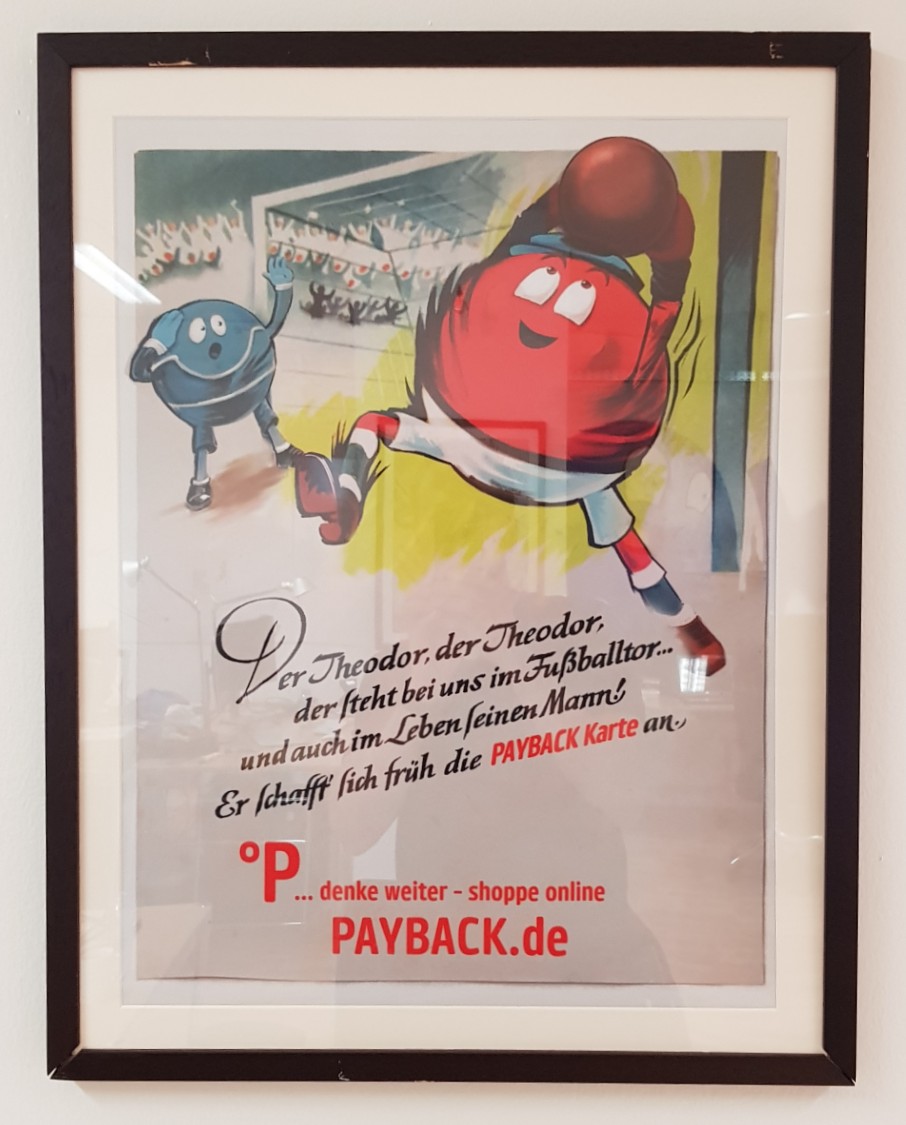 Der Theodor, der Theodor,
der ſteht bei uns im Fußballtor...
und auch im Leben ſeinen Mann!
Er ſchafft ſich früh die PAYBACK Karte an.
°P... denke weiter - shoppe online
PAYBACK.de